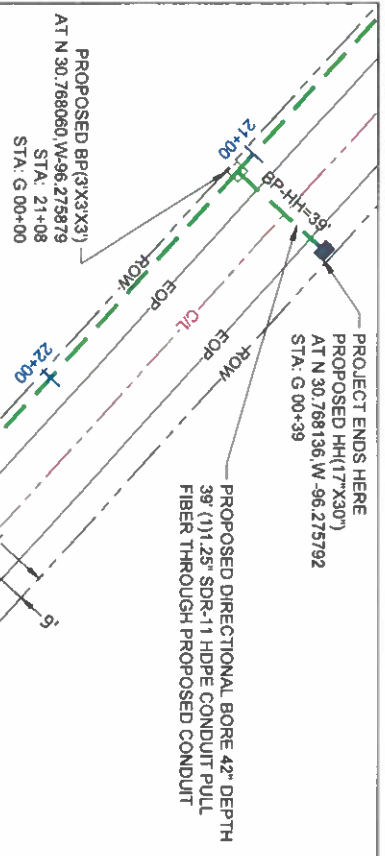 PROJECT ENDS HERE
PROPOSED HH(17"X30")
AT N 30.768136,W -96.275792
STA: G 00+39
PROPOSED DIRECTIONAL BORE 42" DEPTH
39' (1)1.25" SDR-11 HDPE CONDUIT PULL
FIBER THROUGH PROPOSED CONDUIT
BP-HH=39'
21+00
ROW
EOP
C/L
EOP
ROW
22+00
9'
PROPOSED BP(3'X3'X3')
AT N 30.768060,W-96.275879
STA: 21+08
STA: G 00+00